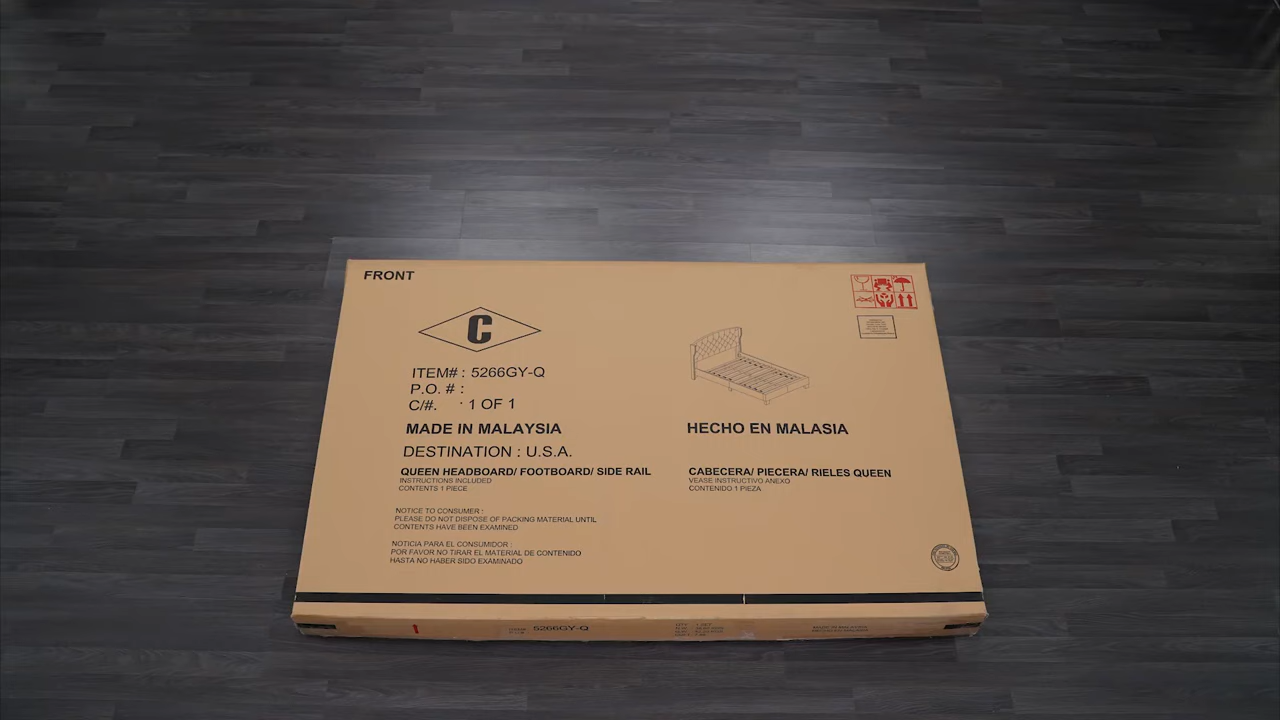 FRONT
C
ITEM# : 5266GY-Q
P.O. # :
C/#. 1 OF 1
MADE IN MALAYSIA
DESTINATION : U.S.A.
QUEEN HEADBOARD/ FOOTBOARD/ SIDE RAIL
INSTRUCTIONS INCLUDED
CONTENTS 1 PIECE
NOTICE TO CONSUMER :
PLEASE DO NOT DISPOSE OF PACKING MATERIAL UNTIL
CONTENTS HAVE BEEN EXAMINED
NOTICIA PARA EL CONSUMIDOR :
POR FAVOR NO TIRAR EL MATERIAL DE CONTENIDO
HASTA NO HABER SIDO EXAMINADO
HECHO EN MALASIA
CABECERA/ PIECERA/ RIELES QUEEN
VEASE INSTRUCTIVO ANEXO
CONTENIDO 1 PIEZA
5266GY-Q